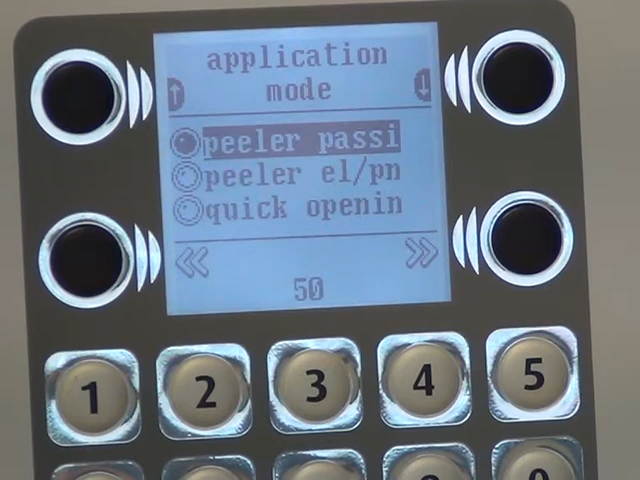 application
mode
peeler passi
peeler el/pn
quick openin
50
1 2 3 4 5